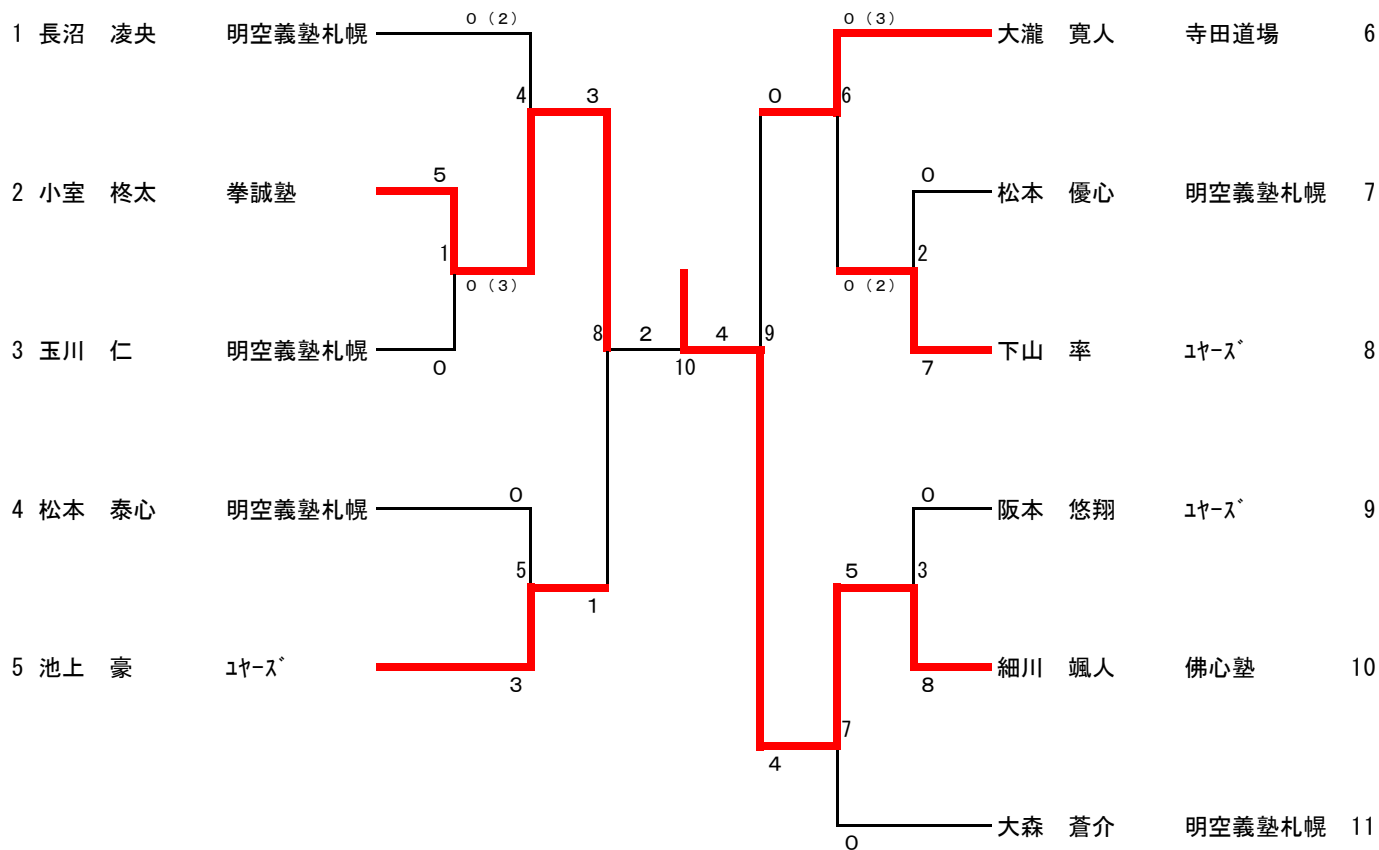 ０（２） ０（３）
1 長沼　凌央 明空義塾札幌 大瀧　寛人 寺田道場 6
4 ３ ０ 6
５ ０
2 小室　柊太 拳誠塾 松本　優心 明空義塾札幌 7
1 2
０（３） ０（２）
8 ２ ４ 9
3 玉川　仁 明空義塾札幌 下山　率 ﾕﾔｰｽﾞ 8
０ 10 ７
０ ０
4 松本　泰心 明空義塾札幌 阪本　悠翔 ﾕﾔｰｽﾞ 9
5 ５ 3
１
5 池上　豪 ﾕﾔｰｽﾞ 細川　颯人 佛心塾 10
３ ８
7
４
大森　蒼介 明空義塾札幌 11
０